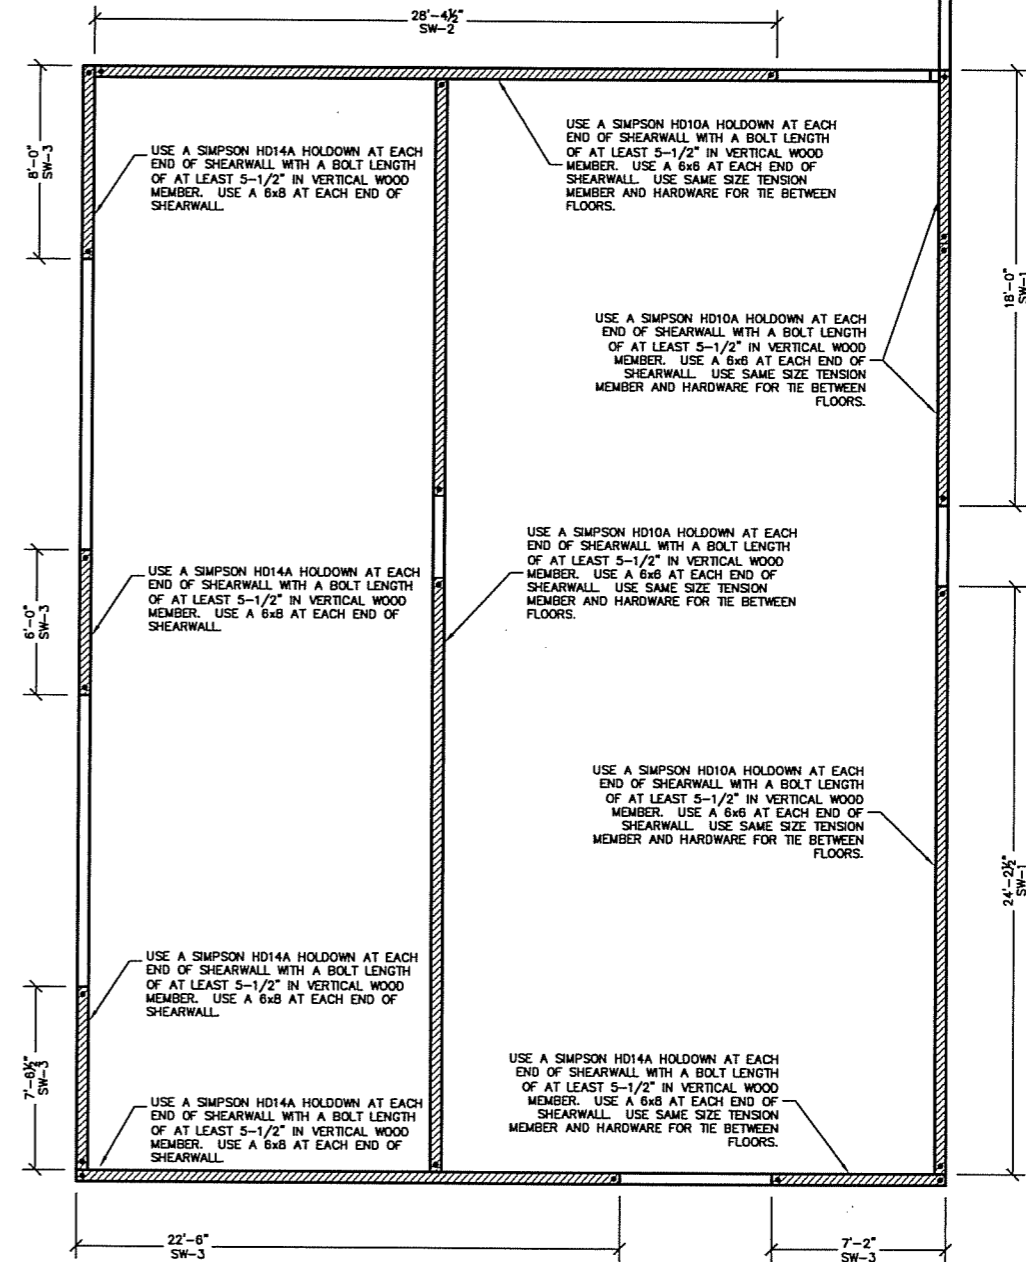 28'-4½"
SW-2
8'-0"
SW-3
USE A SIMPSON HD14A HOLDOWN AT EACH
END OF SHEARWALL WITH A BOLT LENGTH
OF AT LEAST 5-1/2" IN VERTICAL WOOD
MEMBER. USE A 6x8 AT EACH END OF
SHEARWALL
USE A SIMPSON HD10A HOLDOWN AT EACH
END OF SHEARWALL WITH A BOLT LENGTH
OF AT LEAST 5-1/2" IN VERTICAL WOOD
MEMBER. USE A 6x6 AT EACH END OF
SHEARWALL USE SAME SIZE TENSION
MEMBER AND HARDWARE FOR TIE BETWEEN
FLOORS.
18'-0"
SW-1
USE A SIMPSON HD10A HOLDOWN AT EACH
END OF SHEARWALL WITH A BOLT LENGTH
OF AT LEAST 5-1/2" IN VERTICAL WOOD
MEMBER. USE A 6x6 AT EACH END OF
SHEARWALL USE SAME SIZE TENSION
MEMBER AND HARDWARE FOR TIE BETWEEN
FLOORS.
6'-0"
SW-3
USE A SIMPSON HD14A HOLDOWN AT EACH
END OF SHEARWALL WITH A BOLT LENGTH
OF AT LEAST 5-1/2" IN VERTICAL WOOD
MEMBER. USE A 6x8 AT EACH END OF
SHEARWALL
USE A SIMPSON HD10A HOLDOWN AT EACH
END OF SHEARWALL WITH A BOLT LENGTH
OF AT LEAST 5-1/2" IN VERTICAL WOOD
MEMBER. USE A 6x6 AT EACH END OF
SHEARWALL USE SAME SIZE TENSION
MEMBER AND HARDWARE FOR TIE BETWEEN
FLOORS.
USE A SIMPSON HD10A HOLDOWN AT EACH
END OF SHEARWALL WITH A BOLT LENGTH
OF AT LEAST 5-1/2" IN VERTICAL WOOD
MEMBER. USE A 6x6 AT EACH END OF
SHEARWALL USE SAME SIZE TENSION
MEMBER AND HARDWARE FOR TIE BETWEEN
FLOORS.
24'-2½"
SW-1
7'-6½"
SW-3
USE A SIMPSON HD14A HOLDOWN AT EACH
END OF SHEARWALL WITH A BOLT LENGTH
OF AT LEAST 5-1/2" IN VERTICAL WOOD
MEMBER. USE A 6x8 AT EACH END OF
SHEARWALL
USE A SIMPSON HD14A HOLDOWN AT EACH
END OF SHEARWALL WITH A BOLT LENGTH
OF AT LEAST 5-1/2" IN VERTICAL WOOD
MEMBER. USE A 6x8 AT EACH END OF
SHEARWALL
USE A SIMPSON HD14A HOLDOWN AT EACH
END OF SHEARWALL WITH A BOLT LENGTH
OF AT LEAST 5-1/2" IN VERTICAL WOOD
MEMBER. USE A 6x8 AT EACH END OF
SHEARWALL USE SAME SIZE TENSION
MEMBER AND HARDWARE FOR TIE BETWEEN
FLOORS.
22'-6"
SW-3
7'-2"
SW-3